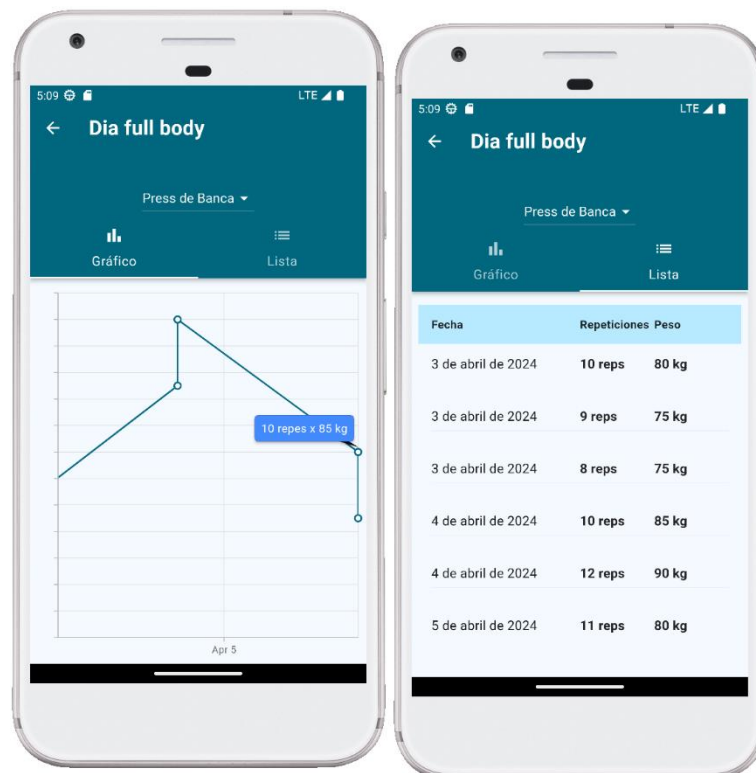 5:09 LTE
Dia full body
Press de Banca
Gráfico Lista
10 repes x 85 kg
Apr 5
5:09 LTE
Dia full body
Press de Banca
Gráfico Lista
Fecha Repeticiones Peso
3 de abril de 2024 10 reps 80 kg
3 de abril de 2024 9 reps 75 kg
3 de abril de 2024 8 reps 75 kg
4 de abril de 2024 10 reps 85 kg
4 de abril de 2024 12 reps 90 kg
5 de abril de 2024 11 reps 80 kg